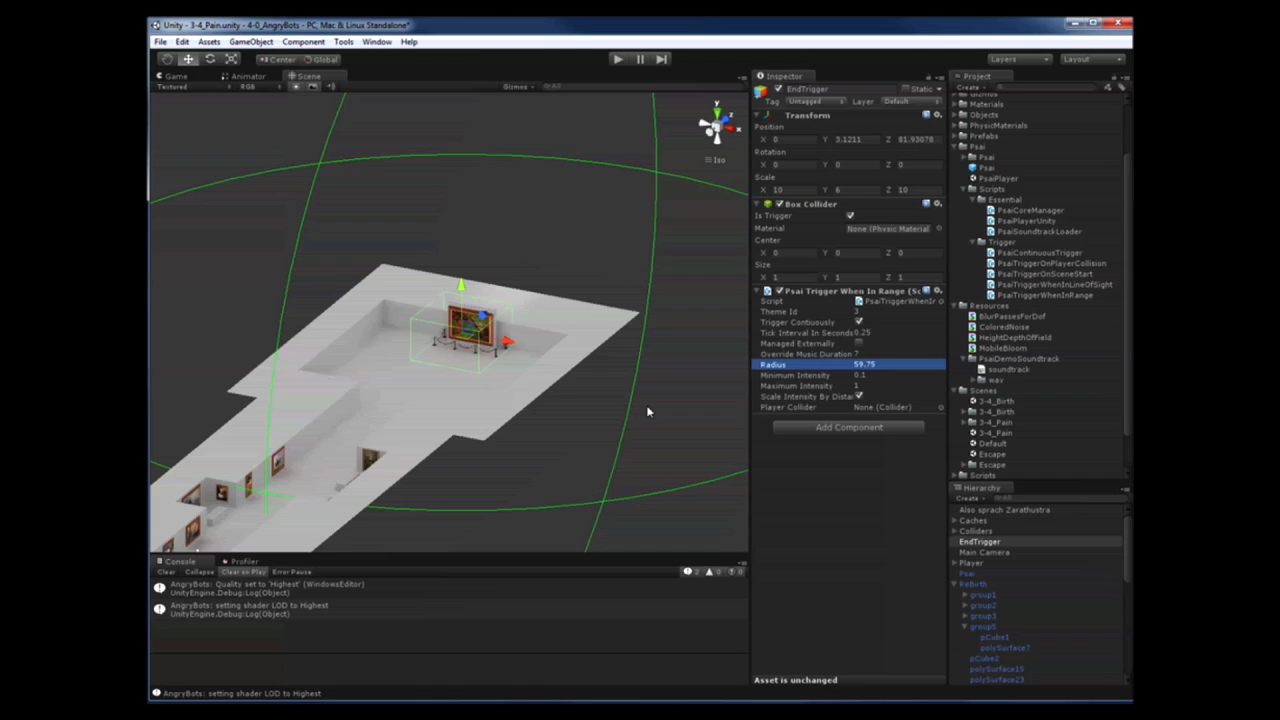 Unity - 3-4_Pain.unity - 4-0_AngryBots - PC, Mac & Linux Standalone*
File Edit Assets GameObject Component Tools Window Help
Center Global Layers Layout
Game Animator Scene
Textured RGB Gizmos All
y
z
x
Iso
Inspector
EndTrigger Static
Tag Untagged Layer Default
Transform
Position
X 0 Y 3.1211 Z 81.93078
Rotation
X 0 Y 0 Z 0
Scale
X 10 Y 6 Z 10
Box Collider
Is Trigger
Material None (Physic Material
Center
X 0 Y 0 Z 0
Size
X 1 Y 1 Z 1
Psai Trigger When In Range (Sc
Script PsaiTriggerWhenIr
Theme Id 3
Trigger Contiuously
Tick Interval In Seconds 0.25
Managed Externally
Override Music Duration 7
Radius 59.75
Minimum Intensity 0.1
Maximum Intensity 1
Scale Intensity By Dista
Player Collider None (Collider)
Add Component
Asset is unchanged
Project
Create
Gizmos
Materials
Objects
PhysicMaterials
Prefabs
Psai
Psai
Psai
PsaiPlayer
Scripts
Essential
PsaiCoreManager
PsaiPlayerUnity
PsaiSoundtrackLoader
Trigger
PsaiContinuousTrigger
PsaiTriggerOnPlayerCollision
PsaiTriggerOnSceneStart
PsaiTriggerWhenInLineOfSight
PsaiTriggerWhenInRange
Resources
BlurPassesForDof
ColoredNoise
HeightDepthOfField
MobileBloom
PsaiDemoSoundtrack
soundtrack
wav
Scenes
3-4_Birth
3-4_Birth
3-4_Pain
3-4_Pain
Default
Escape
Escape
Scripts
Hierarchy
Create All
Also sprach Zarathustra
Caches
Colliders
EndTrigger
Main Camera
Player
Psai
ReBirth
group1
group2
group3
group5
pCube1
polySurface7
pCube2
polySurface15
polySurface23
Console Profiler
Clear Collapse Clear on Play Error Pause 2 0 0
AngryBots: Quality set to 'Highest' (WindowsEditor)
UnityEngine.Debug:Log(Object)
AngryBots: setting shader LOD to Highest
UnityEngine.Debug:Log(Object)
AngryBots: setting shader LOD to Highest